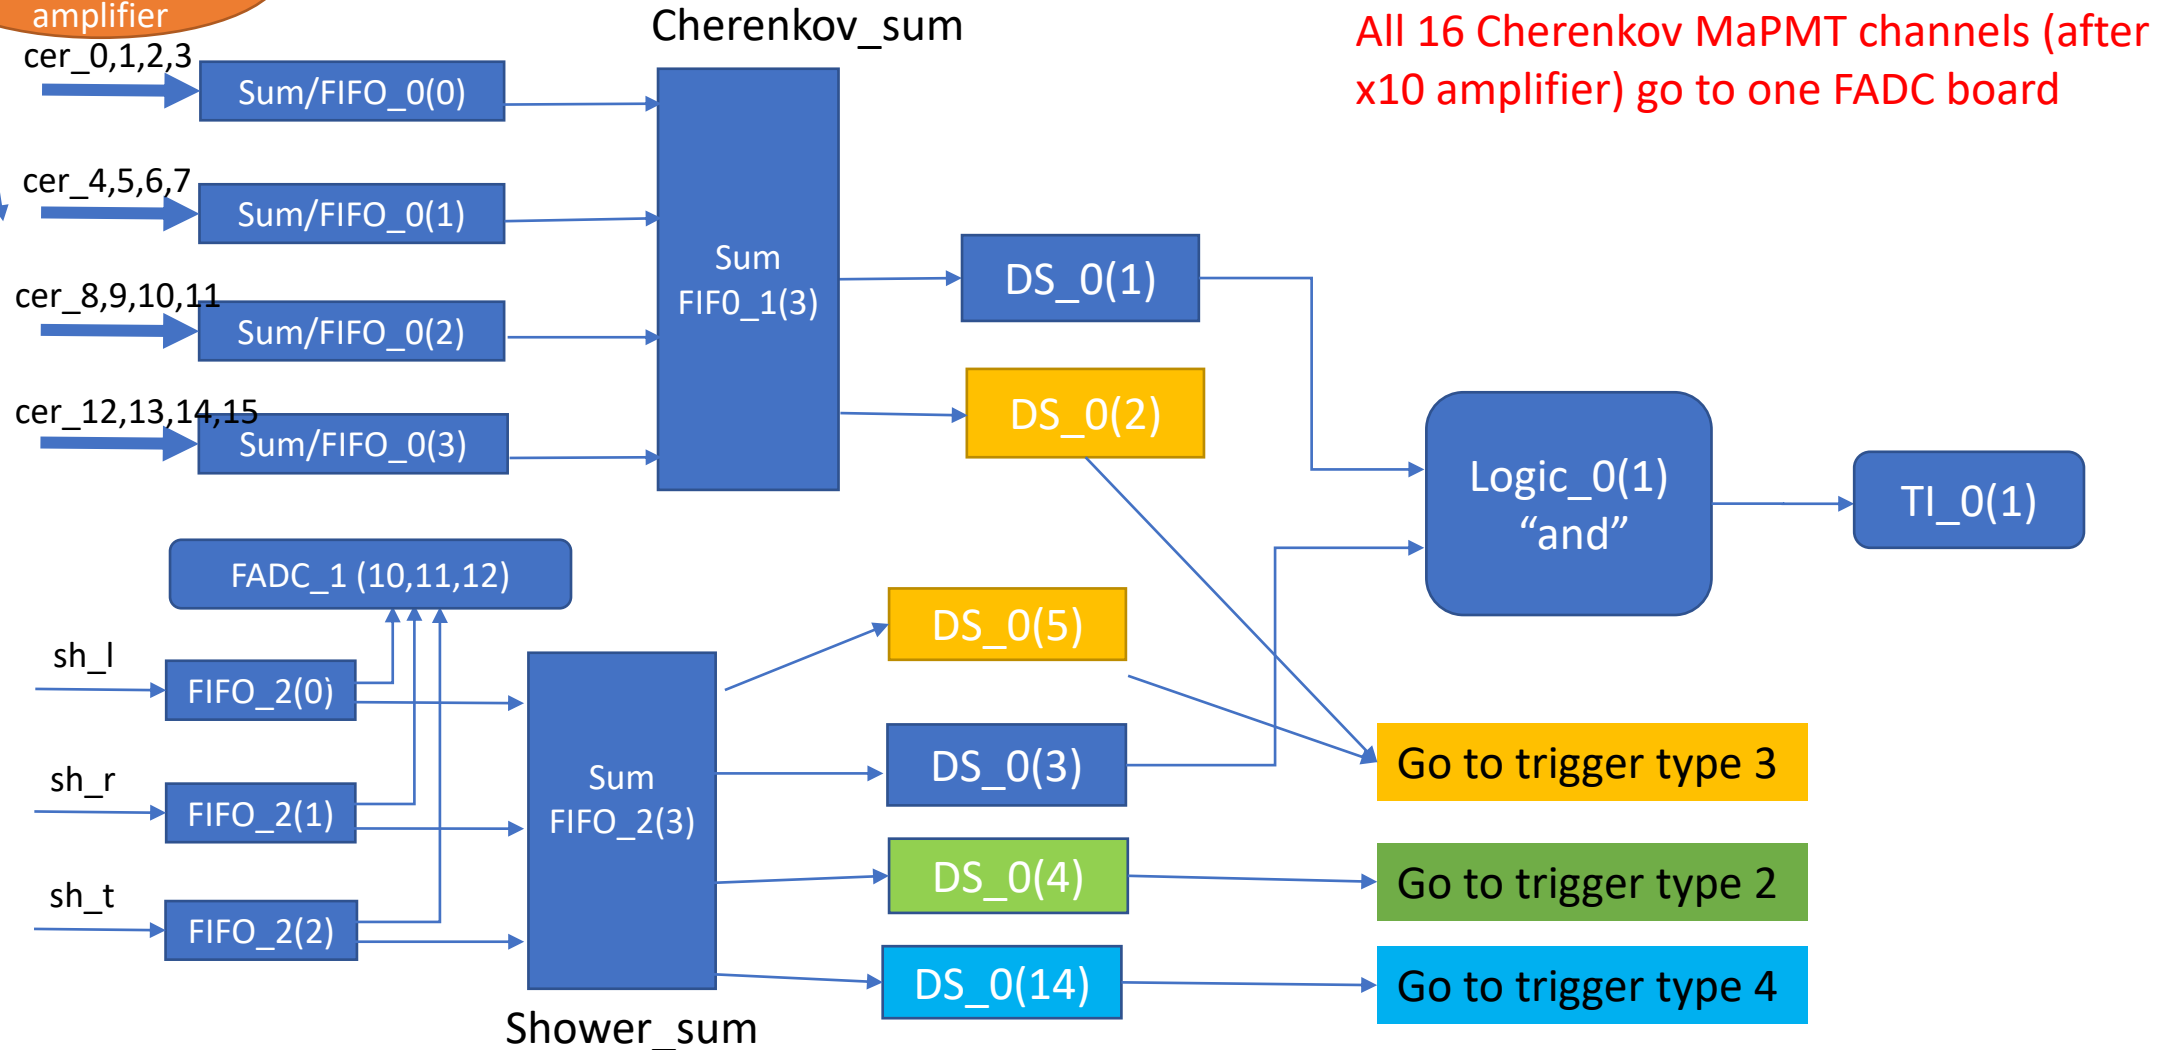 amplifier
Cherenkov_sum
All 16 Cherenkov MaPMT channels (after
x10 amplifier) go to one FADC board
cer_0,1,2,3
Sum/FIFO_0(0)
cer_4,5,6,7
Sum/FIFO_0(1)
cer_8,9,10,11
Sum/FIFO_0(2)
cer_12,13,14,15
Sum/FIFO_0(3)
Sum
FIF0_1(3)
DS_0(1)
DS_0(2)
Logic_0(1)
“and”
TI_0(1)
FADC_1 (10,11,12)
sh_l
FIFO_2(0)
sh_r
FIFO_2(1)
sh_t
FIFO_2(2)
Sum
FIFO_2(3)
Shower_sum
DS_0(5)
DS_0(3)
DS_0(4)
DS_0(14)
Go to trigger type 3
Go to trigger type 2
Go to trigger type 4